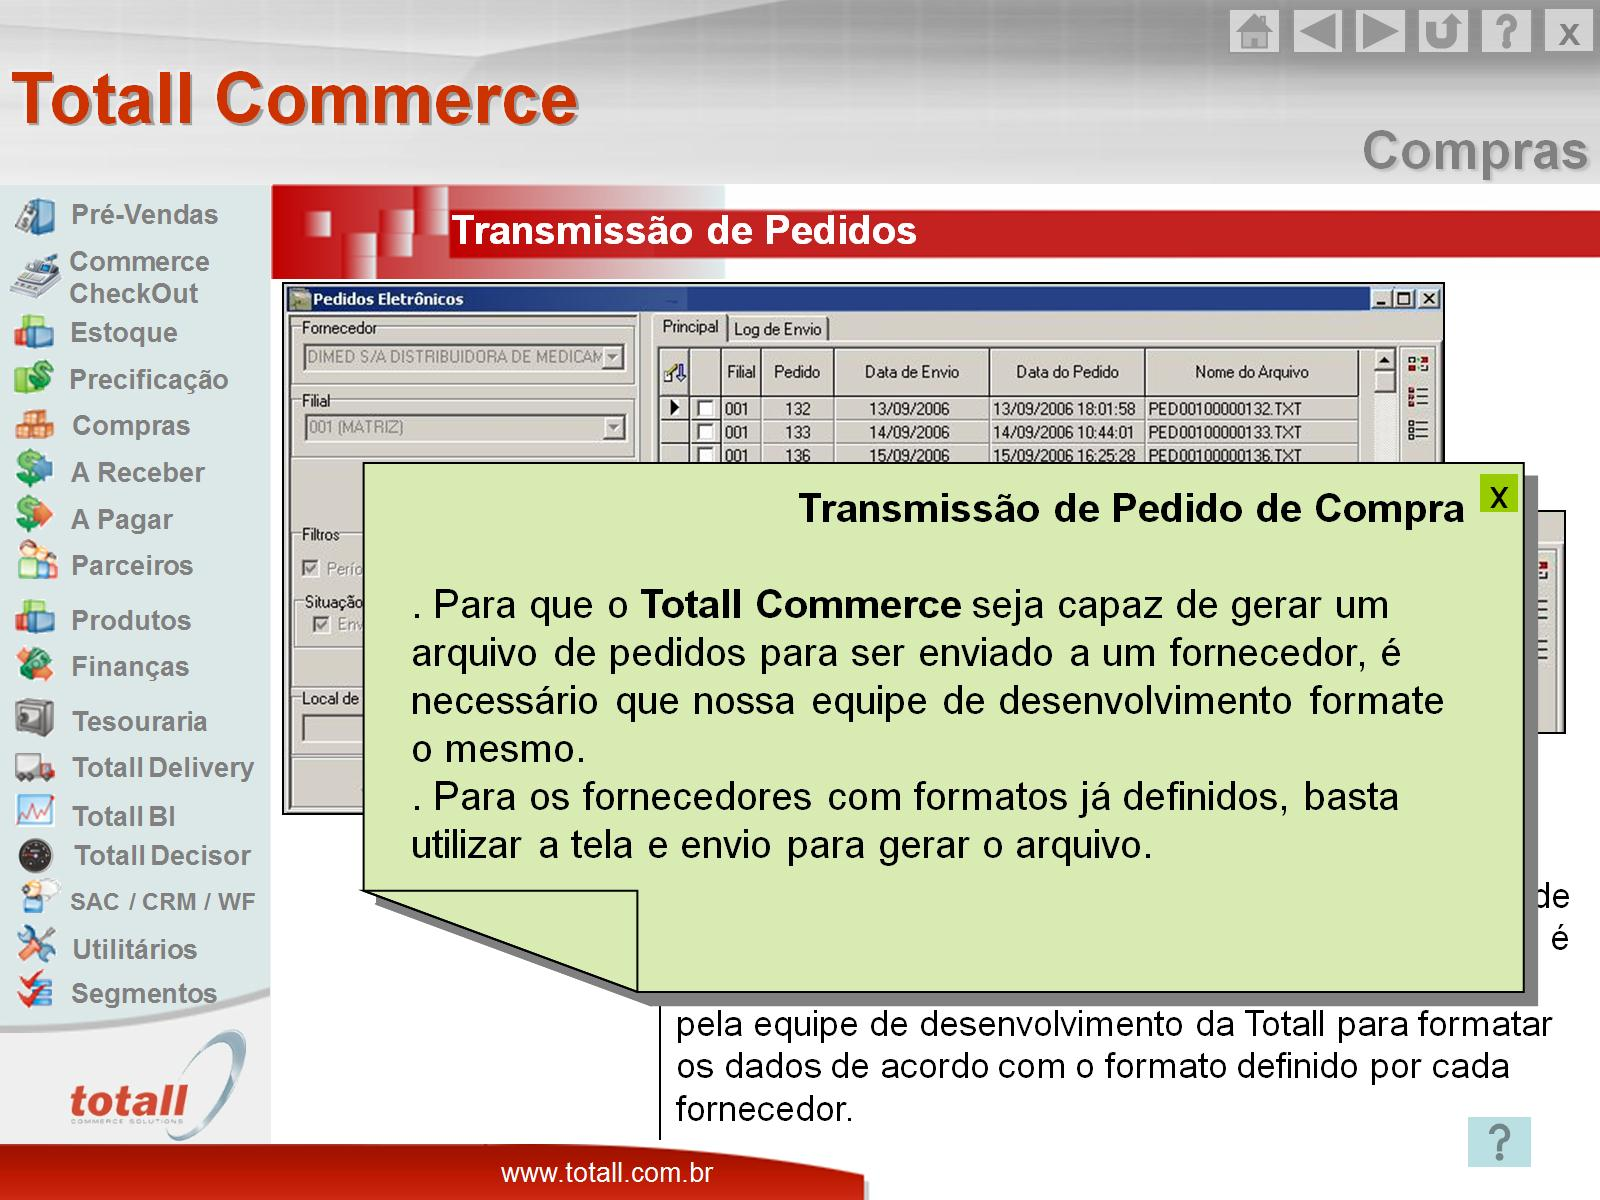 Totall Commerce
x
Compras
Pré-Vendas
Commerce
CheckOut
Estoque
Precificação
Compras
A Receber
A Pagar
Parceiros
Produtos
Finanças
Tesouraria
Totall Delivery
Totall BI
Totall Decisor
SAC / CRM / WF
Utilitários
Segmentos
totall
COMMERCE SOLUTIONS
Transmissão de Pedidos
Pedidos Eletrônicos
Fornecedor
DIMED S/A DISTRIBUIDORA DE MEDICAM
Filial
001 (MATRIZ)
Filtros
Situação
Local de
Principal Log de Envio
Filial Pedido Data de Envio Data do Pedido Nome do Arquivo
001 132 13/09/2006 13/09/2006 18:01:58 PED00100000132.TXT
001 133 14/09/2006 14/09/2006 10:44:01 PED00100000133.TXT
001 136 15/09/2006 15/09/2006 16:25:28 PED00100000136.TXT
Transmissão de Pedido de Compra
x
. Para que o Totall Commerce seja capaz de gerar um
arquivo de pedidos para ser enviado a um fornecedor, é
necessário que nossa equipe de desenvolvimento formate
o mesmo.
. Para os fornecedores com formatos já definidos, basta
utilizar a tela e envio para gerar o arquivo.
de
é
pela equipe de desenvolvimento da Totall para formatar
os dados de acordo com o formato definido por cada
fornecedor.
?
www.totall.com.br